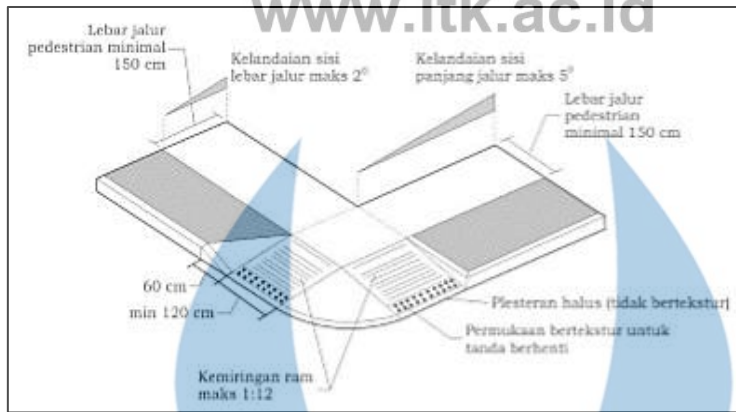 www.itk.ac.id
Lebar jalur
pedestrian minimal
150 cm
Kelandaian sisi
lebar jalur maks 2°
Kelandaian sisi
panjang jalur maks 5°
Lebar jalur
pedestrian
minimal 150 cm
60 cm
min 120 cm
Plesteran halus (tidak bertekstur)
Permukaan bertekstur untuk
tanda berhenti
Kemiringan ram
maks 1:12